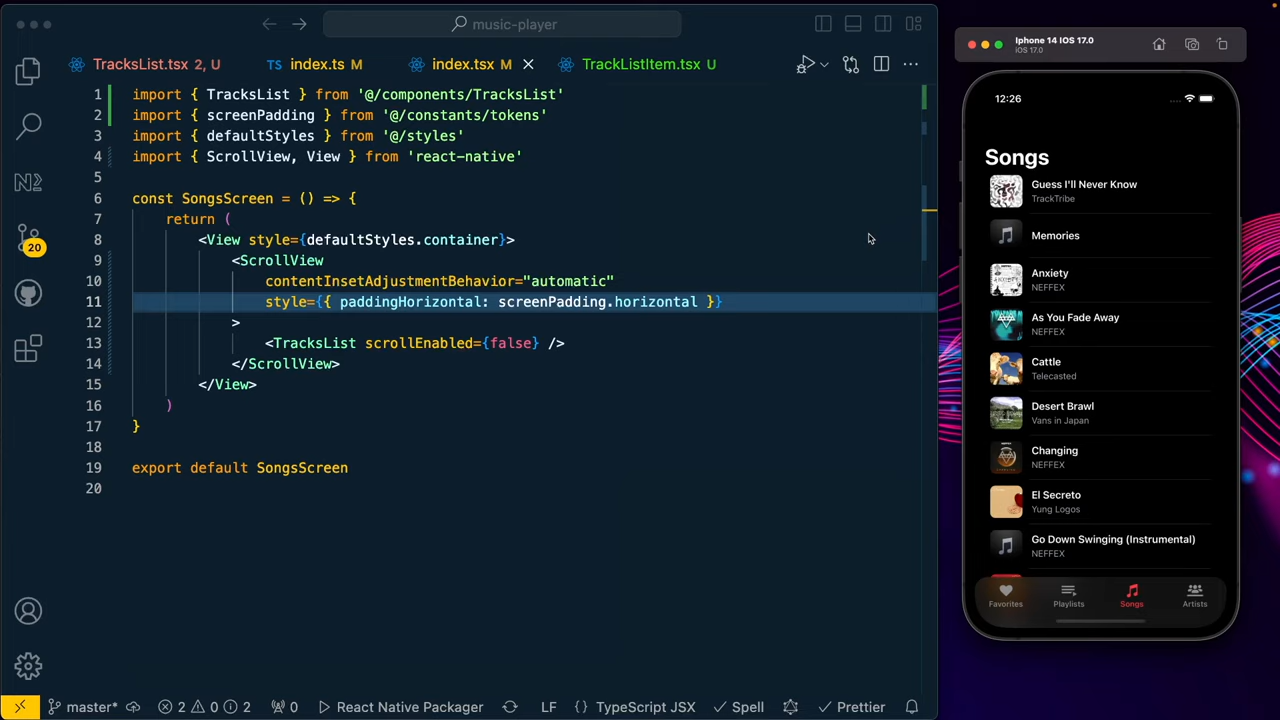 music-player
TracksList.tsx 2, U
TS index.ts M
index.tsx M
TrackListItem.tsx U
1 import { TracksList } from '@/components/TracksList'
2 import { screenPadding } from '@/constants/tokens'
3 import { defaultStyles } from '@/styles'
4 import { ScrollView, View } from 'react-native'
5
6 const SongsScreen = () => {
7 return (
8 <View style={defaultStyles.container}>
9 <ScrollView
10 contentInsetAdjustmentBehavior="automatic"
11 style={{ paddingHorizontal: screenPadding.horizontal }}
12 >
13 <TracksList scrollEnabled={false} />
14 </ScrollView>
15 </View>
16 )
17 }
18
19 export default SongsScreen
20
20
master*
2 0 2
0
React Native Packager
LF
{} TypeScript JSX
Spell
Prettier
Iphone 14 IOS 17.0
iOS 17.0
12:26
Songs
Guess I'll Never Know
TrackTribe
Memories
Anxiety
NEFFEX
As You Fade Away
NEFFEX
Cattle
Telecasted
Desert Brawl
Vans in Japan
Changing
NEFFEX
El Secreto
Yung Logos
Go Down Swinging (Instrumental)
NEFFEX
Favorites
Playlists
Songs
Artists